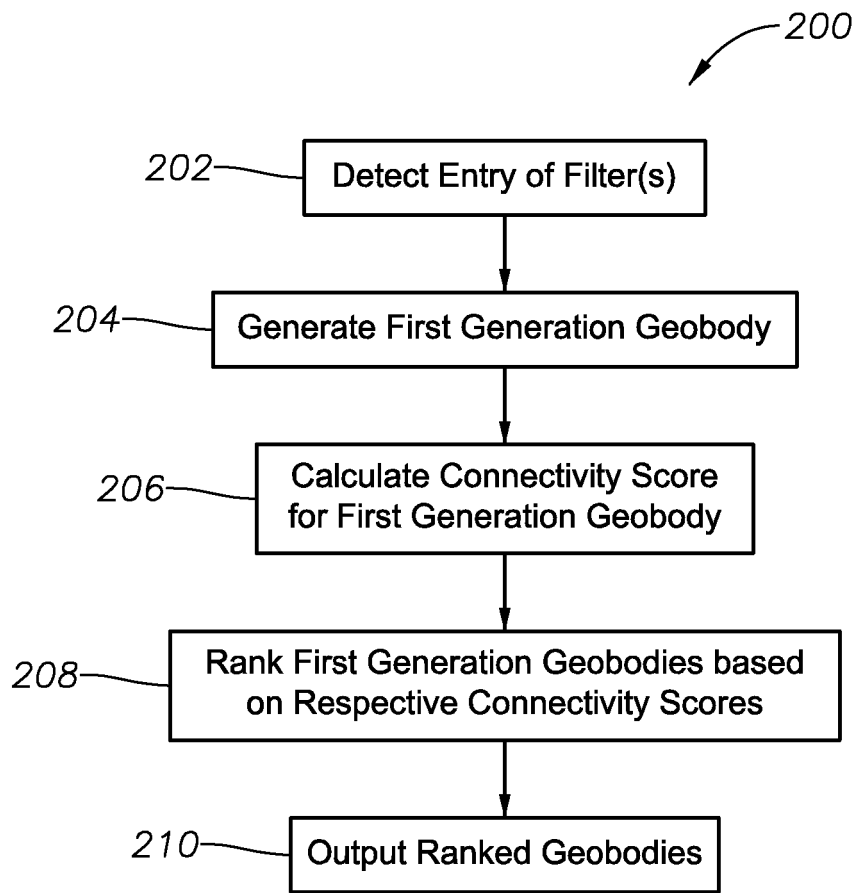 200
202
Detect Entry of Filter(s)
204
Generate First Generation Geobody
206
Calculate Connectivity Score
for First Generation Geobody
208
Rank First Generation Geobodies based
on Respective Connectivity Scores
210
Output Ranked Geobodies